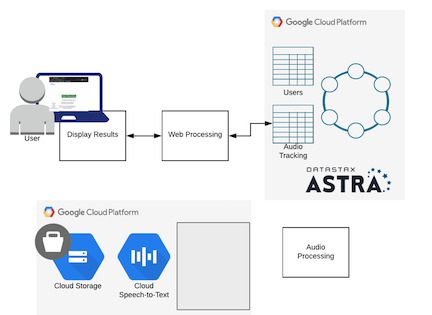 Google Cloud Platform
Users
User
Display Results
Web Processing
Audio
Tracking
DATASTAX
ASTRA
Google Cloud Platform
Cloud Storage
Cloud
Speech-to-Text
Audio
Processing